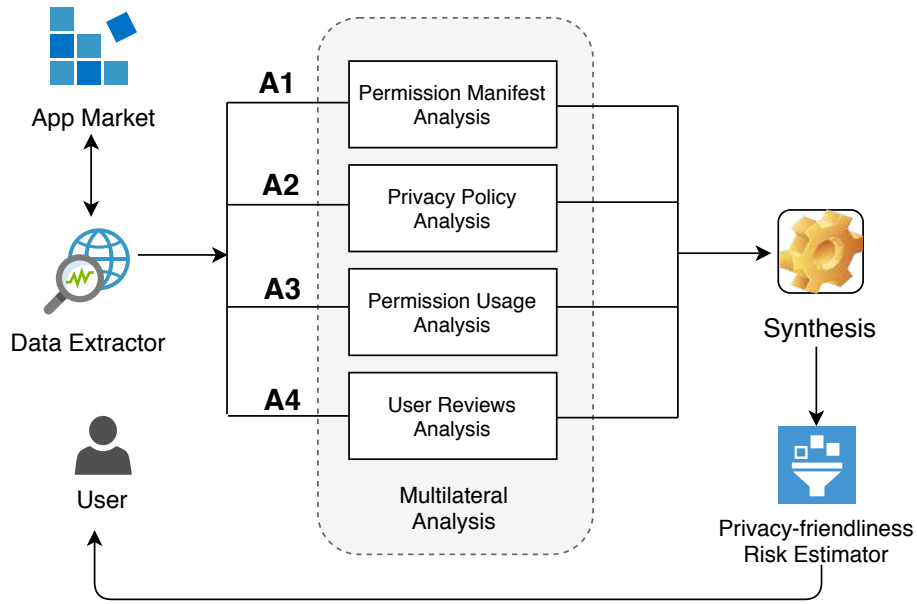 App Market
Data Extractor
User
A1
Permission Manifest
Analysis
A2
Privacy Policy
Analysis
A3
Permission Usage
Analysis
A4
User Reviews
Analysis
Multilateral
Analysis
Synthesis
Privacy-friendliness
Risk Estimator